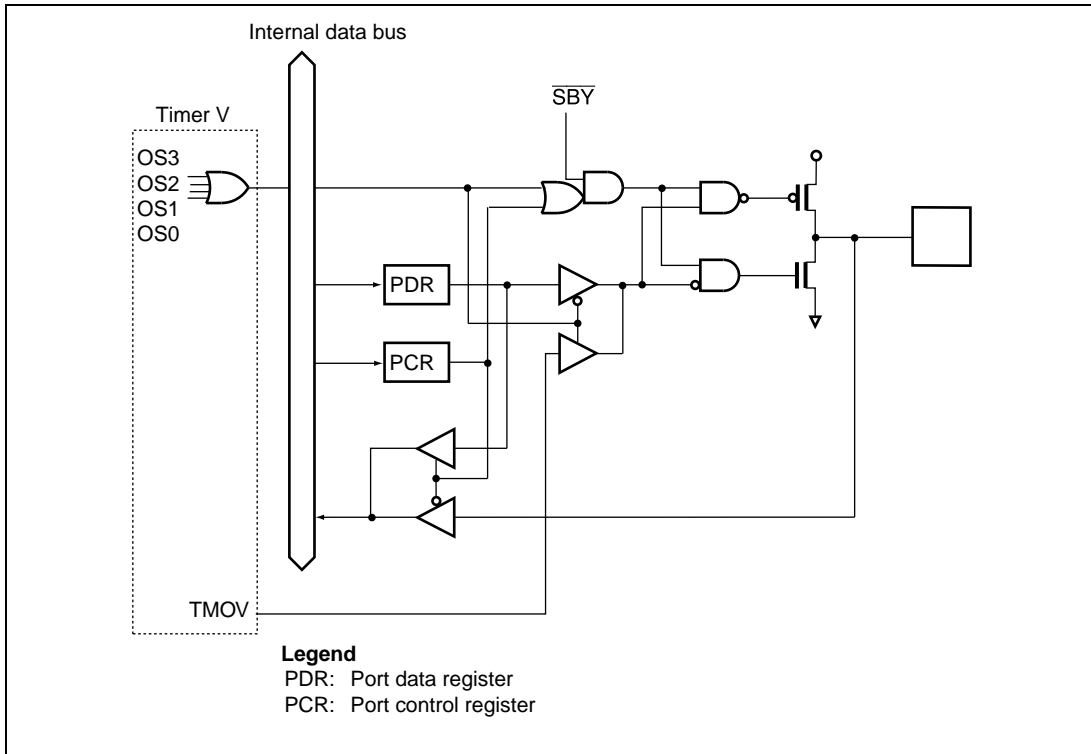 Internal data bus
SBY
Timer V
OS3
OS2
OS1
OS0
PDR
PCR
TMOV
Legend
PDR: Port data register
PCR: Port control register